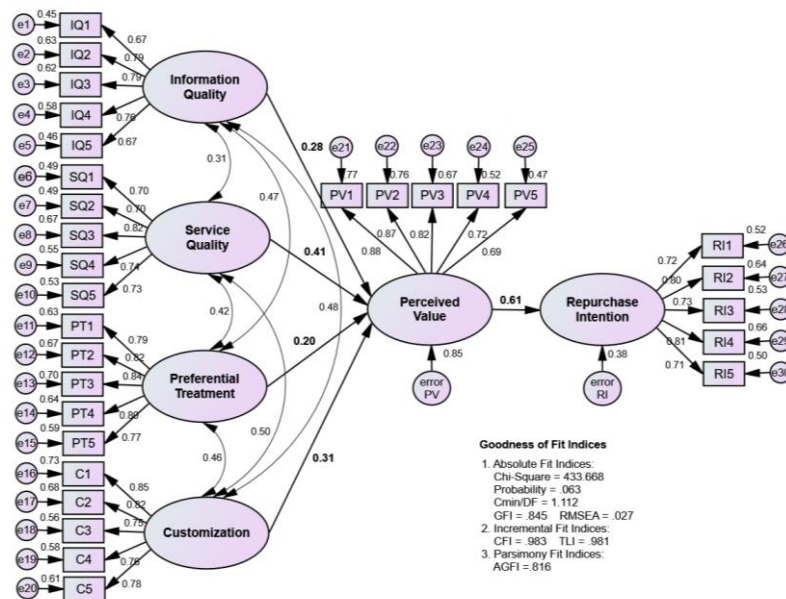 e1 0.45 IQ1
0.67
e2 0.63 IQ2
0.79
e3 0.62 IQ3
0.79
e4 0.58 IQ4
0.76
e5 0.46 IQ5
0.67
Information
Quality
0.31
0.47
0.48
0.28
e6 0.49 SQ1
0.70
e7 0.49 SQ2
0.70
e8 0.67 SQ3
0.82
e9 0.55 SQ4
0.74
e10 0.53 SQ5
0.73
Service
Quality
0.41
0.42
0.50
e11 0.63 PT1
0.79
e12 0.67 PT2
0.82
e13 0.70 PT3
0.84
e14 0.64 PT4
0.80
e15 0.59 PT5
0.77
Preferential
Treatment
0.20
0.46
e16 0.73 C1
0.85
e17 0.68 C2
0.82
e18 0.56 C3
0.75
e19 0.58 C4
0.76
e20 0.61 C5
0.78
Customization
0.31
e21 e22 e23 e24 e25
0.77 0.76 0.67 0.52 0.47
PV1 PV2 PV3 PV4 PV5
0.88 0.87 0.82 0.72 0.69
Perceived
Value
0.61
0.85
error
PV
Repurchase
Intention
0.38
error
RI
0.72 RI1 0.52 e26
0.80 RI2 0.64 e27
0.73 RI3 0.53 e28
0.81 RI4 0.66 e29
0.71 RI5 0.50 e30
Goodness of Fit Indices
1. Absolute Fit Indices:
Chi-Square = 433.668
Probability = .063
Cmin/DF = 1.112
GFI = .845 RMSEA = .027
2. Incremental Fit Indices:
CFI = .983 TLI = .981
3. Parsimony Fit Indices:
AGFI = .816